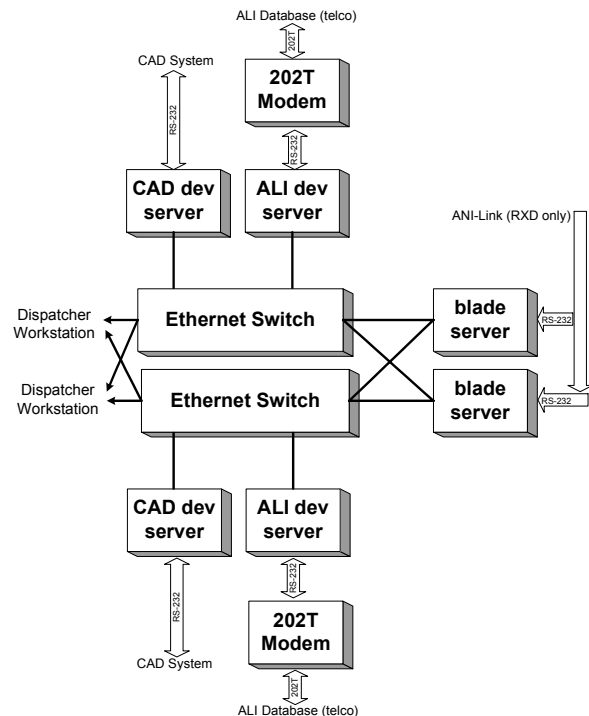 ALI Database (telco)
202T
CAD System
202T
Modem
RS-232
RS-232
CAD dev
server
ALI dev
server
ANI-Link (RXD only)
Dispatcher
Workstation
Ethernet Switch
blade
server
RS-232
Dispatcher
Workstation
Ethernet Switch
blade
server
RS-232
CAD dev
server
ALI dev
server
RS-232
RS-232
202T
Modem
CAD System
202T
ALI Database (telco)